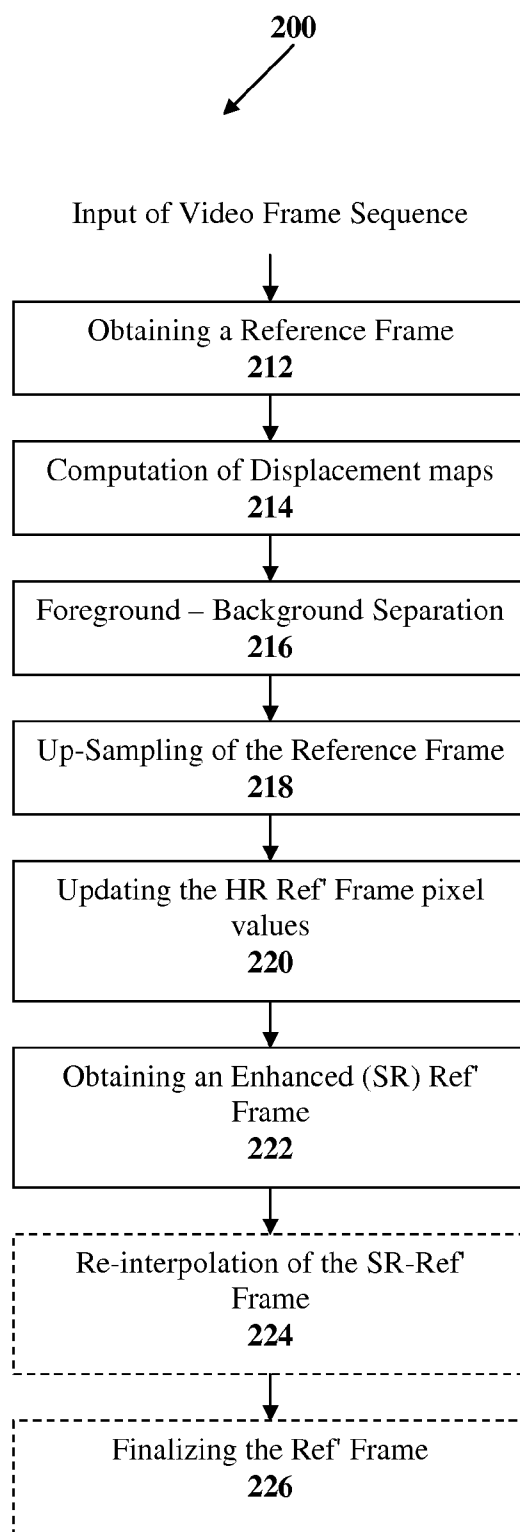 200
Input of Video Frame Sequence
Obtaining a Reference Frame
212
Computation of Displacement maps
214
Foreground – Background Separation
216
Up-Sampling of the Reference Frame
218
Updating the HR Ref' Frame pixel
values
220
Obtaining an Enhanced (SR) Ref'
Frame
222
Re-interpolation of the SR-Ref'
Frame
224
Finalizing the Ref' Frame
226